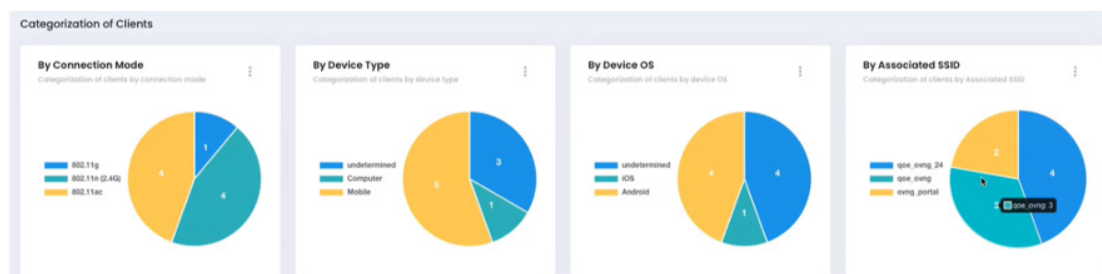 Categorization of Clients
By Connection Mode
Categorization of clients by connection mode
802.11g
802.11n (2.4G)
802.11ac
1
4
4
By Device Type
Categorization of clients by device type
undetermined
Computer
Mobile
3
5
1
By Device OS
Categorization of clients by device OS
undetermined
iOS
Android
4
4
1
By Associated SSID
Categorization of clients by Associated SSID
qoe_ovng_24
qoe_ovng
ovng_portal
2
4
qoe_ovng: 3